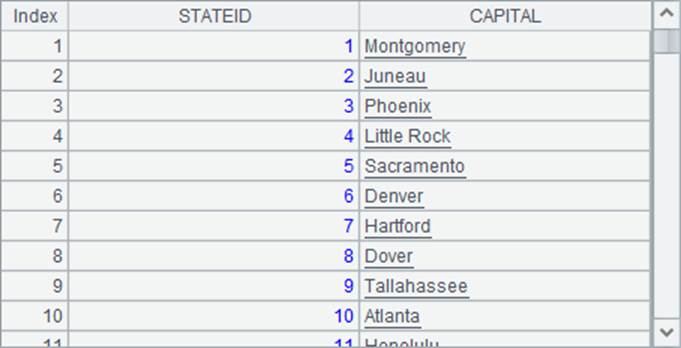 Index STATEID CAPITAL
1 1 Montgomery
2 2 Juneau
3 3 Phoenix
4 4 Little Rock
5 5 Sacramento
6 6 Denver
7 7 Hartford
8 8 Dover
9 9 Tallahassee
10 10 Atlanta
11 11 Honolulu